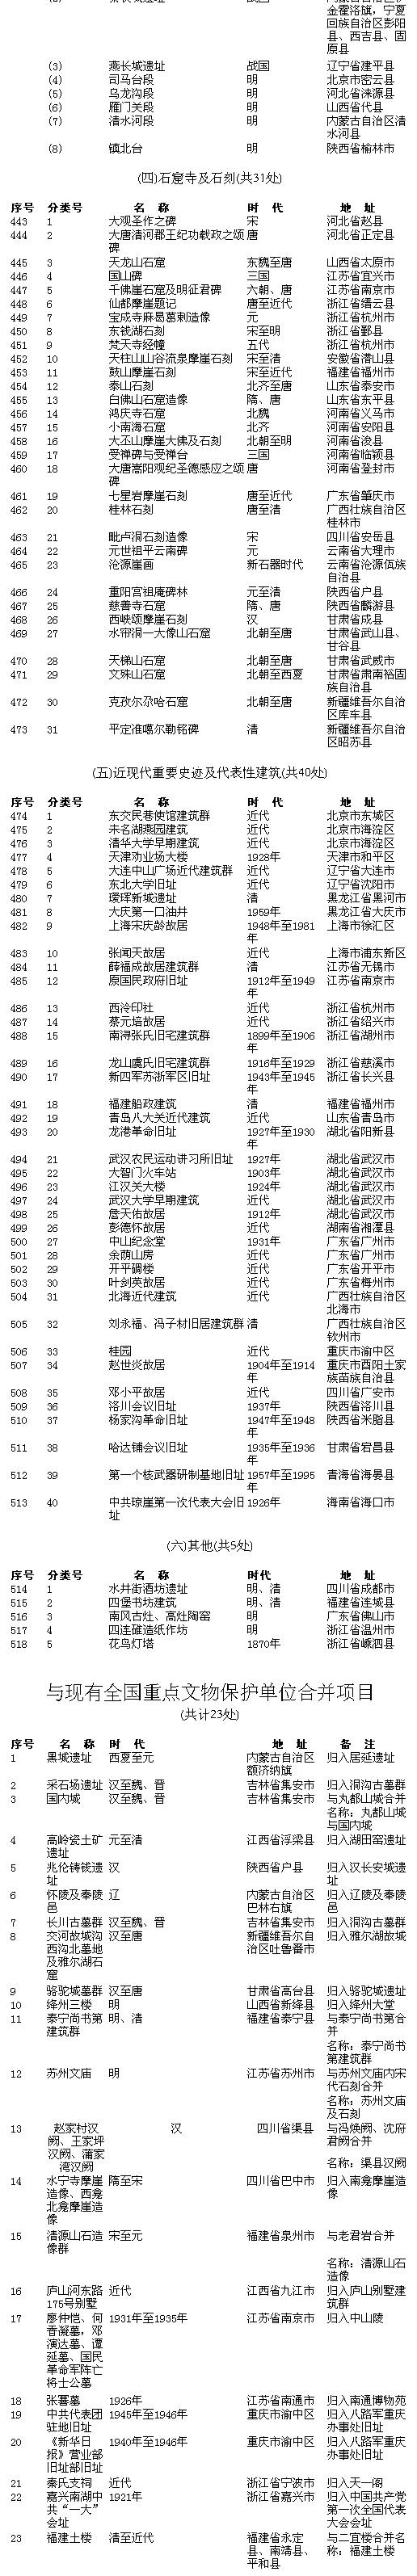 金霍洛旗，宁夏
回族自治区彭阳
县、西吉县、固
原县
(3) 燕长城遗址 战国 辽宁省建平县
(4) 司马台段 明 北京市密云县
(5) 乌龙沟段 明 河北省涞源县
(6) 雁门关段 明 山西省代县
(7) 清水河段 明 内蒙古自治区清
水河县
(8) 镇北台 明 陕西省榆林市
(四)石窟寺及石刻(共31处)
序号 分类号 名 称 时 代 地 址
443 1 大观圣作之碑 宋 河北省赵县
444 2 大唐清河郡王纪功载政之颂 唐 河北省正定县
碑
445 3 天龙山石窟 东魏至唐 山西省太原市
446 4 国山碑 三国 江苏省宜兴市
447 5 千佛崖石窟及明征君碑 六朝、唐 江苏省南京市
448 6 仙都摩崖题记 唐至近代 浙江省缙云县
449 7 宝成寺麻曷葛剌造像 元 浙江省杭州市
450 8 东钱湖石刻 宋至明 浙江省鄞县
451 9 梵天寺经幢 五代 浙江省杭州市
452 10 天柱山山谷流泉摩崖石刻 宋至清 安徽省潜山县
453 11 鼓山摩崖石刻 宋至近代 福建省福州市
454 12 泰山石刻 北齐至唐 山东省泰安市
455 13 白佛山石窟造像 隋、唐 山东省东平县
456 14 鸿庆寺石窟 北魏 河南省义马市
457 15 小南海石窟 北齐 河南省安阳县
458 16 大丕山摩崖大佛及石刻 北朝至明 河南省浚县
459 17 受禅碑与受禅台 三国 河南省临颍县
460 18 大唐嵩阳观纪圣德感应之颂 唐 河南省登封市
碑
461 19 七星岩摩崖石刻 唐至近代 广东省肇庆市
462 20 桂林石刻 唐至清 广西壮族自治区
桂林市
463 21 毗卢洞石刻造像 宋 四川省安岳县
464 22 元世祖平云南碑 元 云南省大理市
465 23 沧源崖画 新石器时代 云南省沧源佤族
自治县
466 24 重阳宫祖庵碑林 元至清 陕西省户县
467 25 慈善寺石窟 隋、唐 陕西省麟游县
468 26 西峡颂摩崖石刻 汉 甘肃省成县
469 27 水帘洞一大像山石窟 北朝至唐 甘肃省武山县、
甘谷县
470 28 天梯山石窟 北朝至唐 甘肃省武威市
471 29 文殊山石窟 北朝至西夏 甘肃省肃南裕固
族自治县
472 30 克孜尔尕哈石窟 北朝至唐 新疆维吾尔自治
区库车县
473 31 平定准噶尔勒铭碑 清 新疆维吾尔自治
区昭苏县
(五)近现代重要史迹及代表性建筑(共40处)
序号 分类号 名 称 时 代 地 址
474 1 东交民巷使馆建筑群 近代 北京市东城区
475 2 未名湖燕园建筑 近代 北京市海淀区
476 3 清华大学早期建筑 近代 北京市海淀区
477 4 天津劝业场大楼 1928年 天津市和平区
478 5 大连中山广场近代建筑群 近代 辽宁省大连市
479 6 东北大学旧址 近代 辽宁省沈阳市
480 7 瑷珲新城遗址 清 黑龙江省黑河市
481 8 大庆第一口油井 1959年 黑龙江省大庆市
482 9 上海宋庆龄故居 1948年至1981 上海市徐汇区
年
483 10 张闻天故居 近代 上海市浦东新区
484 11 薛福成故居建筑群 清 江苏省无锡市
485 12 原国民政府旧址 1912年至1949 江苏省南京市
年
486 13 西泠印社 近代 浙江省杭州市
487 14 蔡元培故居 近代 浙江省绍兴市
488 15 南浔张氏旧宅建筑群 1899年至1906 浙江省湖州市
年
489 16 龙山虞氏旧宅建筑群 1916年至1929 浙江省慈溪市
490 17 新四军苏浙军区旧址 1943年至1945 浙江省长兴县
年
491 18 福建船政建筑 清 福建省福州市
492 19 青岛八大关近代建筑 近代 山东省青岛市
493 20 龙港革命旧址 1927年至1930 湖北省阳新县
年
494 21 武汉农民运动讲习所旧址 1927年 湖北省武汉市
495 22 大智门火车站 1903年 湖北省武汉市
496 23 江汉关大楼 1924年 湖北省武汉市
497 24 武汉大学早期建筑 近代 湖北省武汉市
498 25 詹天佑故居 1912年 湖北省武汉市
499 26 彭德怀故居 近代 湖南省湘潭县
500 27 中山纪念堂 1931年 广东省广州市
501 28 余荫山房 近代 广东省广州市
502 29 开平碉楼 近代 广东省开平市
503 30 叶剑英故居 近代 广东省梅州市
504 31 北海近代建筑 近代 广西壮族自治区
北海市
505 32 刘永福、冯子材旧居建筑群 清 广西壮族自治区
钦州市
506 33 桂园 近代 重庆市渝中区
507 34 赵世炎故居 1904年至1914 重庆市酉阳土家
年 族苗族自治县
508 35 邓小平故居 近代 四川省广安市
509 36 洛川会议旧址 1937年 陕西省洛川县
510 37 杨家沟革命旧址 1947年至1948 陕西省米脂县
年
511 38 哈达铺会议旧址 1935年至1936 甘肃省宕昌县
年
512 39 第一个核武器研制基地旧址 1957年至1995 青海省海晏县
年
513 40 中共琼崖第一次代表大会旧 1926年 海南省海口市
址
(六)其他(共5处)
序号 分类号 名 称 时代 地 址
514 1 水井街酒坊遗址 明、清 四川省成都市
515 2 四堡书坊建筑 明、清 福建省连城县
516 3 南风古灶、高灶陶窑 明 广东省佛山市
517 4 四连碓造纸作坊 明 浙江省温州市
518 5 花鸟灯塔 1870年 浙江省嵊泗县
与现有全国重点文物保护单位合并项目
(共计23处)
序号 名 称 时 代 地 址 备 注
1 黑城遗址 西夏至元 内蒙古自治区 归入居延遗址
额济纳旗
2 采石场遗址 汉至魏、晋 吉林省集安市 归入洞沟古墓群
3 国内城 汉至魏、晋 吉林省集安市 与丸都山城合并
名称：丸都山城
与国内城
4 高岭瓷土矿 元至清 江西省浮梁县 归入湖田窑遗址
遗址
5 兆伦铸钱遗 汉 陕西省户县 归入汉长安城遗
址 址
6 怀陵及奉陵 辽 内蒙古自治区 归入辽陵及奉陵
邑 巴林右旗 邑
7 长川古墓群 汉至魏、晋 吉林省集安市 归入洞沟古墓群
8 交河故城沟 汉至唐 新疆维吾尔自 归入雅尔湖故城
西沟北墓地 治区吐鲁番市
及雅尔湖石
窟
9 骆驼城墓群 汉至唐 甘肃省高台县 归入骆驼城遗址
10 绛州三楼 明 山西省新绛县 归入绛州大堂
11 泰宁尚书第 明、清 福建省泰宁县 与泰宁尚书第合
建筑群 并
名称：泰宁尚书
第建筑群
12 苏州文庙 明 江苏省苏州市 与苏州文庙内宋
代石刻合并
名称：苏州文庙
及石刻
13 赵家村汉 汉 四川省渠县 与冯焕阙、沈府
阙、王家坪 君阙合并
汉阙、蒲家
湾汉阙 名称：渠县汉阙
14 水宁寺摩崖 隋至宋 四川省巴中市 归入南龛摩崖造
造像、西龛 像
北龛摩崖造
像
15 清源山石造 宋至元 福建省泉州市 与老君岩合并
像群
名称：清源山石
造像
16 庐山河东路 近代 江西省九江市 归入庐山别墅建
175号别墅 筑群
17 廖仲恺、何 1931年至1935年 江苏省南京市 归入中山陵
香凝墓，邓
演达墓、谭
延墓、国民
革命军阵亡
将士公墓
18 张謇墓 1926年 江苏省南通市 归入南通博物苑
19 中共代表团 1945年至1946年 重庆市渝中区 归入八路军重庆
驻地旧址 办事处旧址
20 《新华日 1940年至1946年 重庆市渝中区 归入八路军重庆
报》营业部 办事处旧址
旧址部旧址
21 秦氏支祠 近代 浙江省宁波市 归入天一阁
22 嘉兴南湖中 1921年 浙江省嘉兴市 归入中国共产党
共“一大” 第一次全国代表
会址 大会会址
23 福建土楼 清至近代 福建省永定 与二宜楼合并名
县、南靖县、 称：福建土楼
平和县